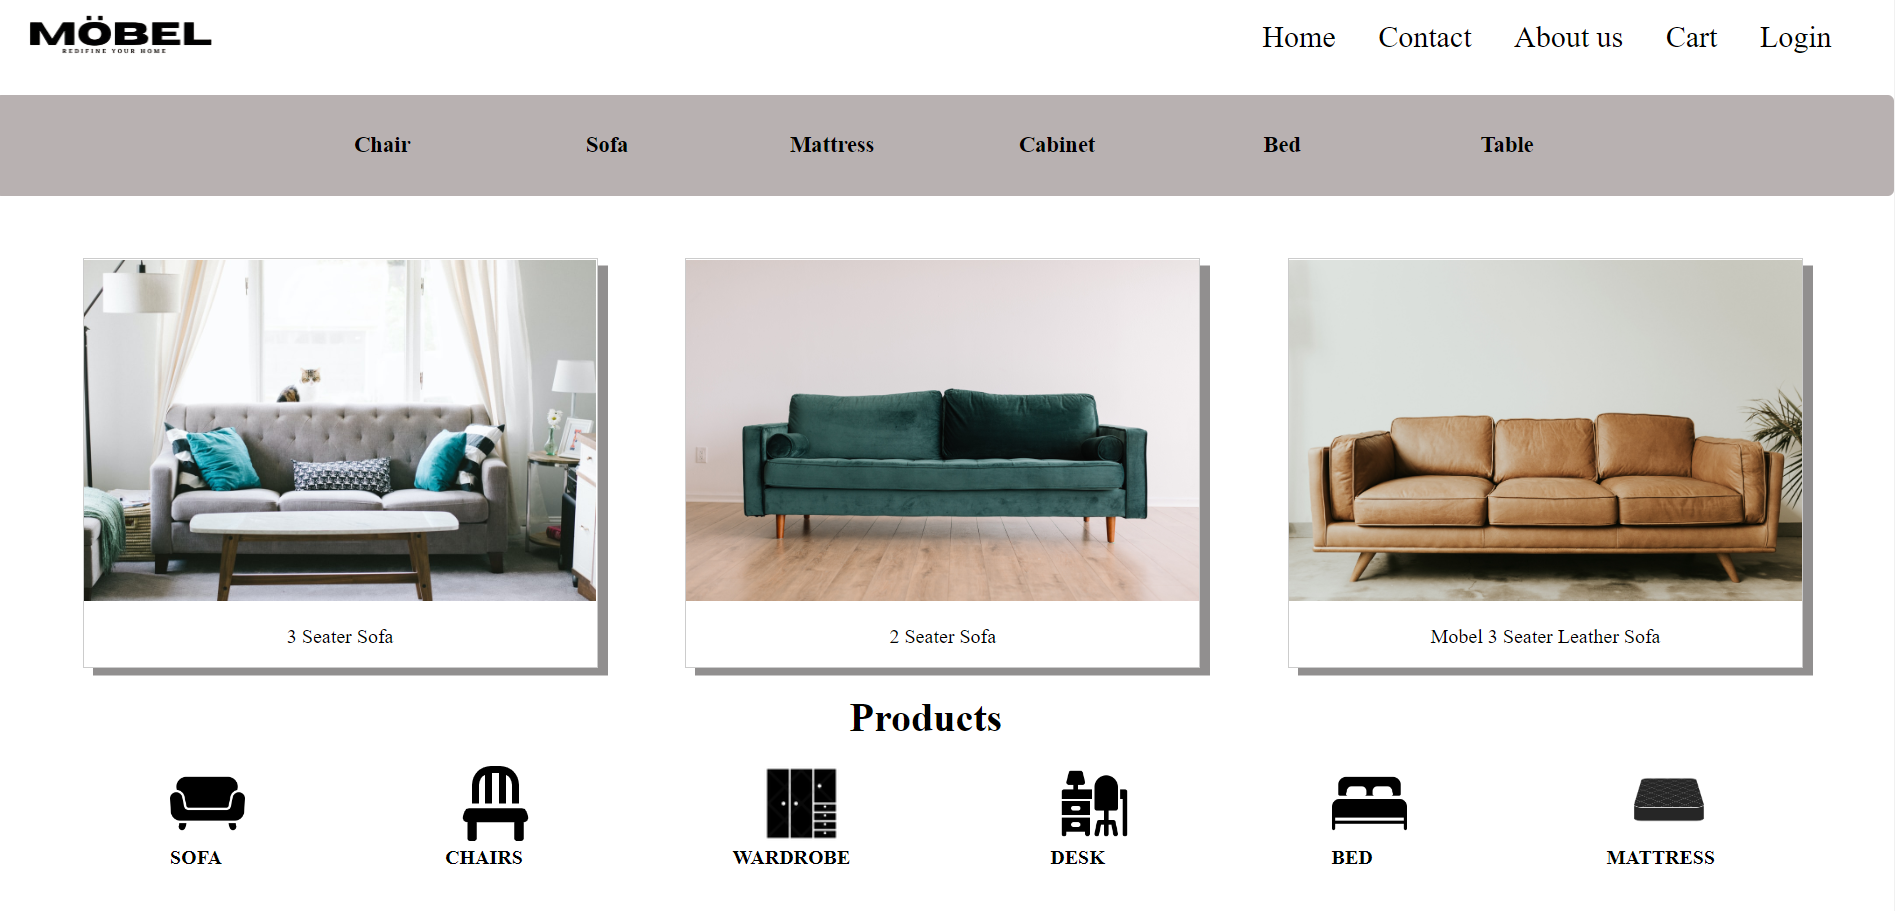 MÖBEL
REDIFINE YOUR HOME
Home Contact About us Cart Login
Chair Sofa Mattress Cabinet Bed Table
3 Seater Sofa
2 Seater Sofa
Mobel 3 Seater Leather Sofa
Products
SOFA CHAIRS WARDROBE DESK BED MATTRESS